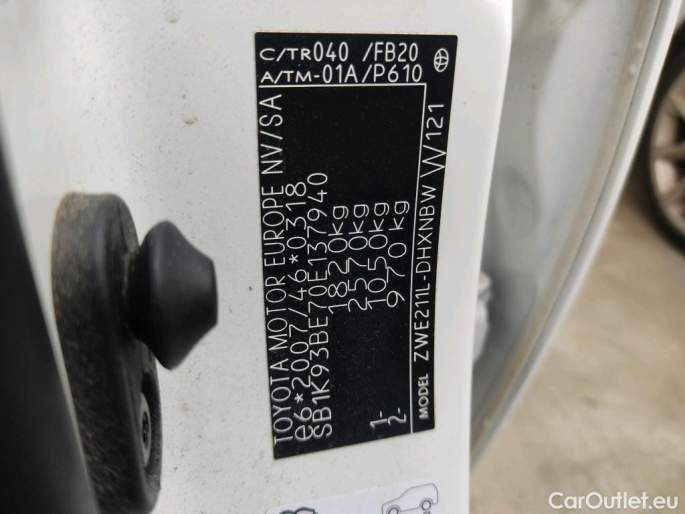 TOYOTA MOTOR EUROPE NV/SA
e6*2007/46*0318
SB1K93BE70E137940
1820kg
2570kg
1- 1050kg
2- 970kg
MODEL ZWE211L-DHXNBW W/121
C/TR040 /FB20
A/TM-01A/P610
CarOutlet.eu